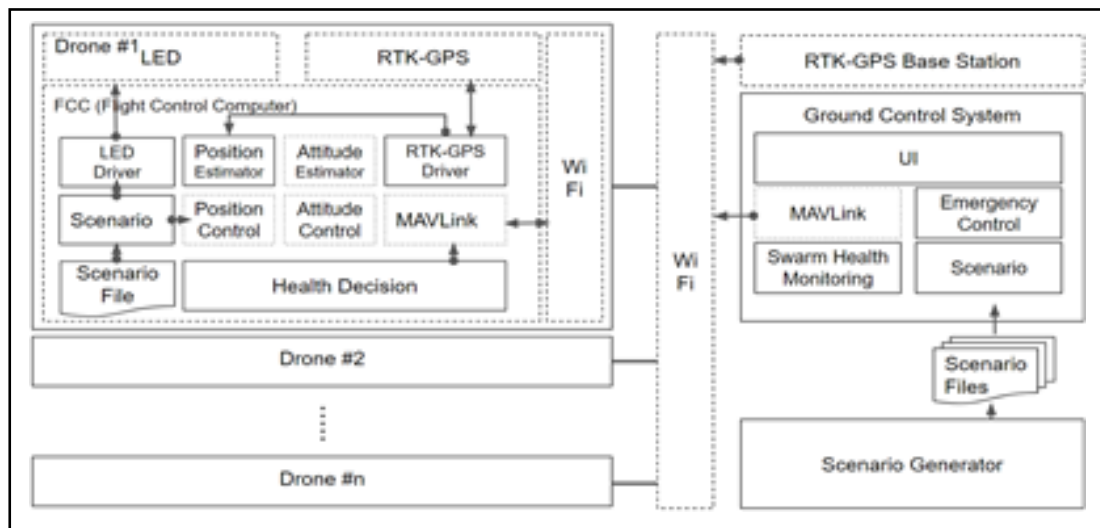 Drone #1
LED
RTK-GPS
FCC (Flight Control Computer)
LED
Driver
Position
Estimator
Attitude
Estimator
RTK-GPS
Driver
Scenario
Position
Control
Attitude
Control
MAVLink
Scenario
File
Health Decision
Wi
Fi
Drone #2
Drone #n
Wi
Fi
RTK-GPS Base Station
Ground Control System
UI
MAVLink
Emergency
Control
Swarm Health
Monitoring
Scenario
Scenario
Files
Scenario Generator